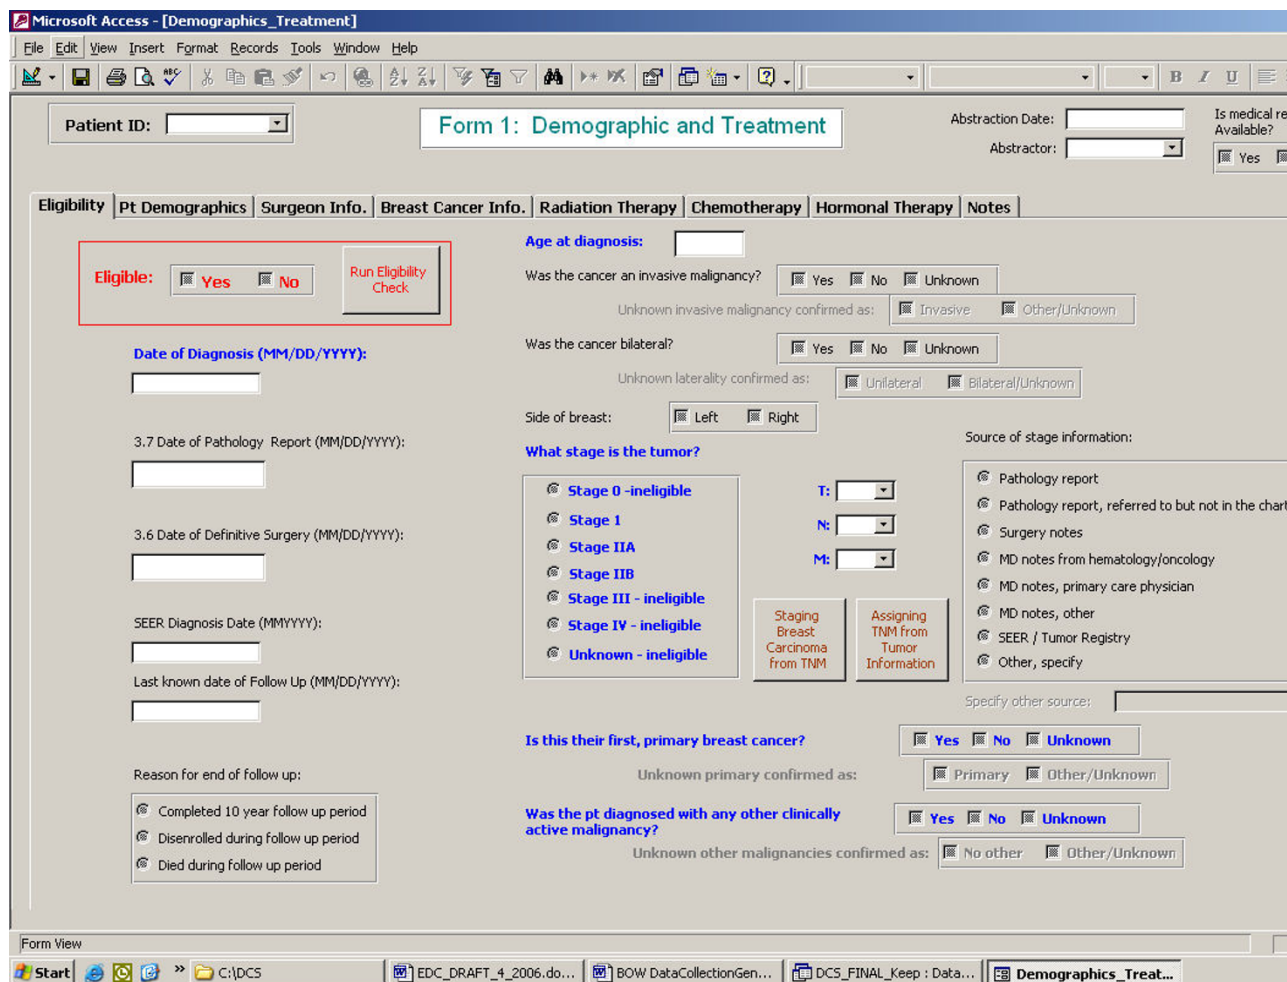 Microsoft Access - [Demographics_Treatment]
File Edit View Insert Format Records Tools Window Help
Patient ID:
Form 1: Demographic and Treatment
Abstraction Date:
Abstractor:
Is medical re
Available?
Yes
Eligibility Pt Demographics Surgeon Info. Breast Cancer Info. Radiation Therapy Chemotherapy Hormonal Therapy Notes
Eligible: Yes No
Run Eligibility
Check
Date of Diagnosis (MM/DD/YYYY):
3.7 Date of Pathology Report (MM/DD/YYYY):
3.6 Date of Definitive Surgery (MM/DD/YYYY):
SEER Diagnosis Date (MMYYYY):
Last known date of Follow Up (MM/DD/YYYY):
Reason for end of follow up:
Completed 10 year follow up period
Disenrolled during follow up period
Died during follow up period
Age at diagnosis:
Was the cancer an invasive malignancy? Yes No Unknown
Unknown invasive malignancy confirmed as: Invasive Other/Unknown
Was the cancer bilateral? Yes No Unknown
Unknown laterality confirmed as: Unilateral Bilateral/Unknown
Side of breast: Left Right
What stage is the tumor?
Stage 0 -ineligible
Stage 1
Stage IIA
Stage IIB
Stage III - ineligible
Stage IV - ineligible
Unknown - ineligible
T:
N:
M:
Staging
Breast
Carcinoma
from TNM
Assigning
TNM from
Tumor
Information
Source of stage information:
Pathology report
Pathology report, referred to but not in the chart
Surgery notes
MD notes from hematology/oncology
MD notes, primary care physician
MD notes, other
SEER / Tumor Registry
Other, specify
Specify other source:
Is this their first, primary breast cancer? Yes No Unknown
Unknown primary confirmed as: Primary Other/Unknown
Was the pt diagnosed with any other clinically
active malignancy?
Yes No Unknown
Unknown other malignancies confirmed as: No other Other/Unknown
Form View
Start » C:\DCS EDC_DRAFT_4_2006.do... BOW DataCollectionGen... DCS_FINAL_Keep : Data... Demographics_Treat...